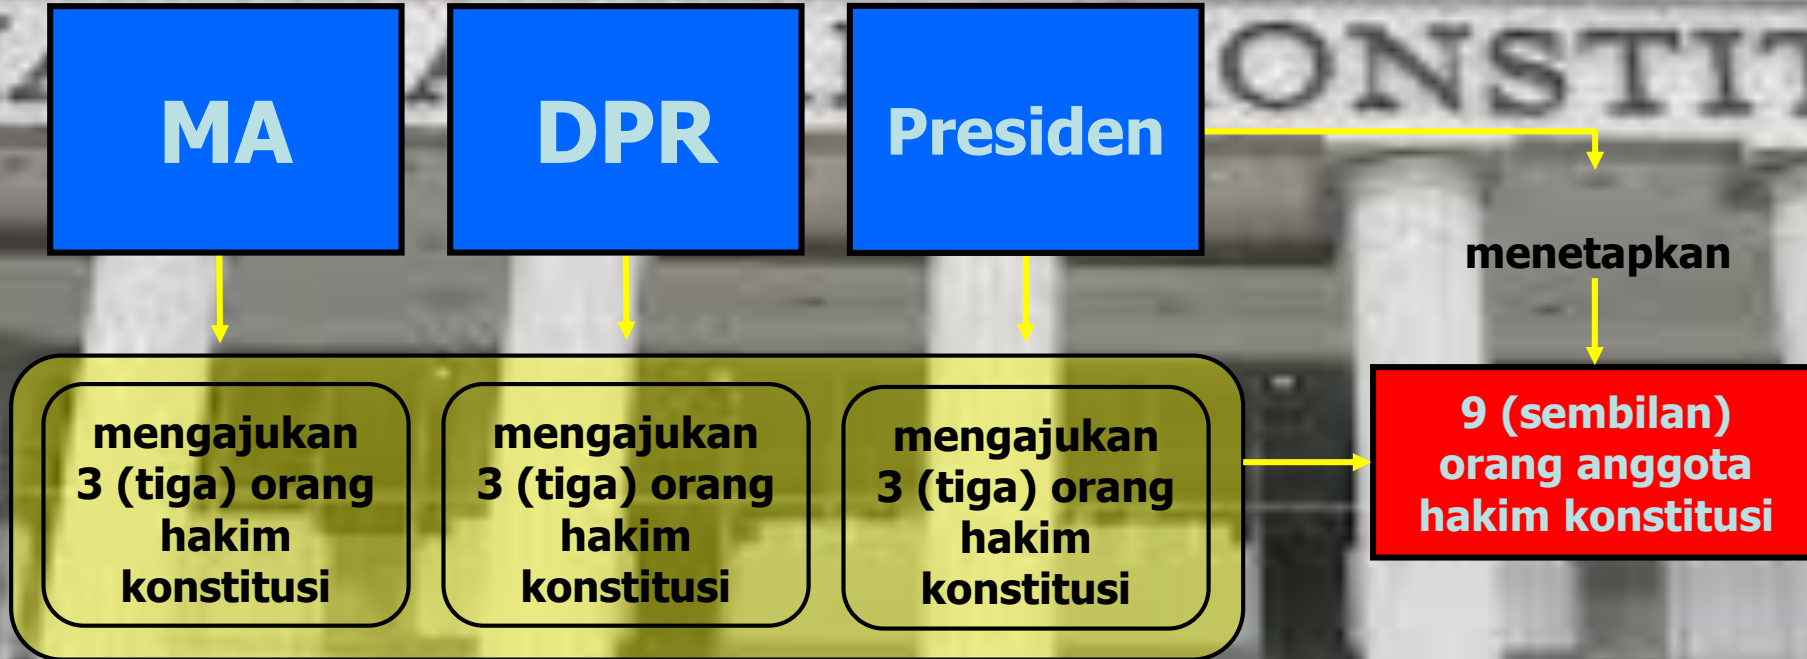 ONSTIT
MA
DPR
Presiden
menetapkan
mengajukan
3 (tiga) orang
hakim
konstitusi
mengajukan
3 (tiga) orang
hakim
konstitusi
mengajukan
3 (tiga) orang
hakim
konstitusi
9 (sembilan)
orang anggota
hakim konstitusi